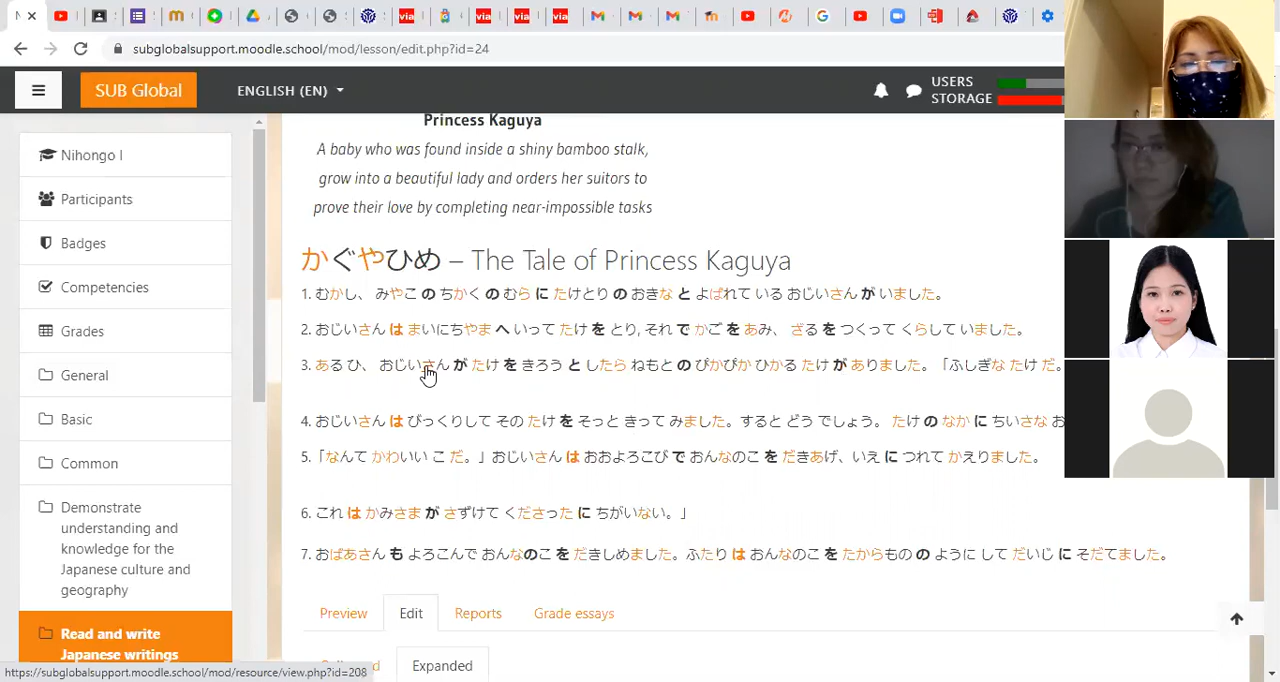 subglobalsupport.moodle.school/mod/lesson/edit.php?id=24
SUB Global
ENGLISH (EN)
USERS
STORAGE
Nihongo I
Participants
Badges
Competencies
Grades
General
Basic
Common
Demonstrate
understanding and
knowledge for the
Japanese culture and
geography
Read and write
Japanese writings
Princess Kaguya
A baby who was found inside a shiny bamboo stalk,
grow into a beautiful lady and orders her suitors to
prove their love by completing near-impossible tasks
かぐやひめ – The Tale of Princess Kaguya
1. むかし、 みやこ の ちかく の むら に たけとり の おきな と よばれて いる おじいさん が いました。
2. おじいさん は まいにちやま へ いって たけ を とり, それ で かご を あみ、 ざる を つくって くらして いました。
3. ある ひ、 おじいさん が たけ を きろう と したら ねもと の ぴかぴか ひかる たけ が ありました。「ふしぎな たけ だ。
4. おじいさん は びっくりして その たけ を そっと きって みました。すると どう でしょう。 たけ の なか に ちいさな お
5. 「なんて かわいい こ だ。」おじいさん は おおよろこび で おんなのこ を だきあげ、いえ に つれて かえりました。
6. これ は かみさま が さずけて くださった に ちがいない。」
7. おばあさん も よろこんで おんなのこ を だきしめました。ふたり は おんなのこ を たからもの の ように して だいじ に そだてました。
Preview
Edit
Reports
Grade essays
Expanded
https://subglobalsupport.moodle.school/mod/resource/view.php?id=208